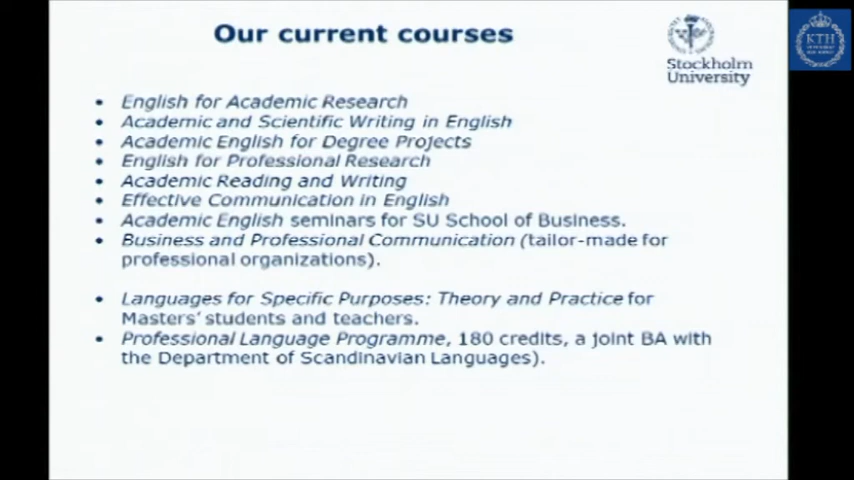 Our current courses
Stockholm
University
KTH
• English for Academic Research
• Academic and Scientific Writing in English
• Academic English for Degree Projects
• English for Professional Research
• Academic Reading and Writing
• Effective Communication in English
• Academic English seminars for SU School of Business.
• Business and Professional Communication (tailor-made for
professional organizations).
• Languages for Specific Purposes: Theory and Practice for
Masters’ students and teachers.
• Professional Language Programme, 180 credits, a joint BA with
the Department of Scandinavian Languages).